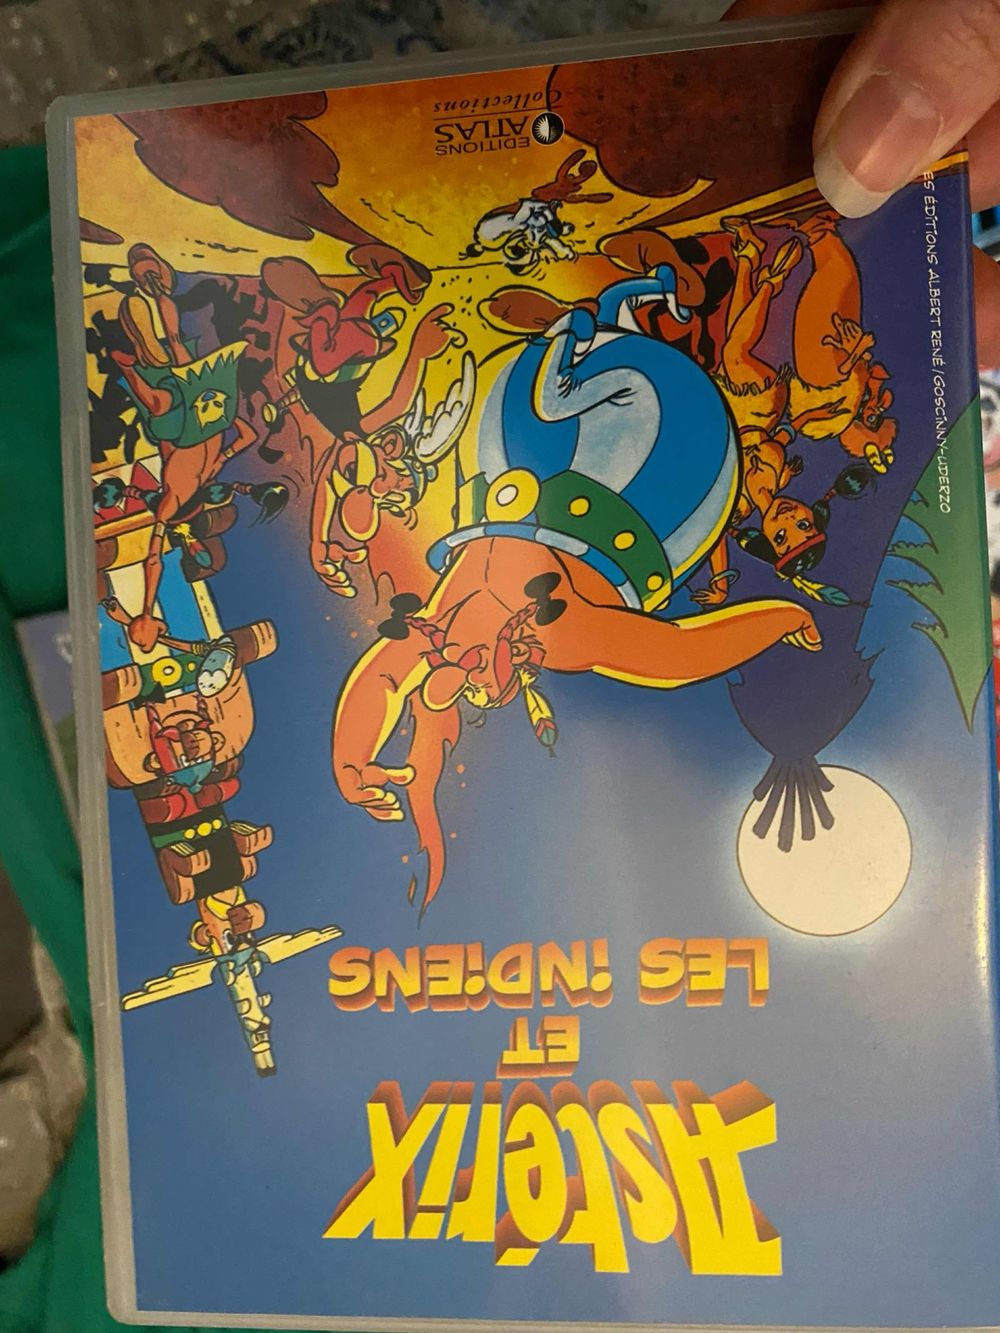 Astérix
ET
LES INDIENS
EDITIONS
ATLAS
Collections
ES ÉDITIONS ALBERT RENÉ / GOSCINNY-UDERZO